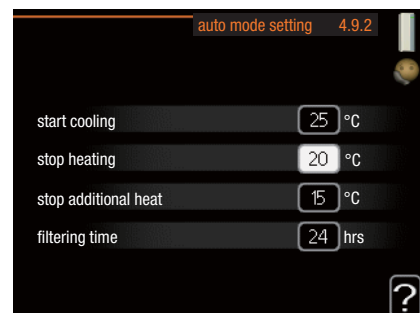 auto mode setting 4.9.2
start cooling 25 °C
stop heating 20 °C
stop additional heat 15 °C
filtering time 24 hrs
?